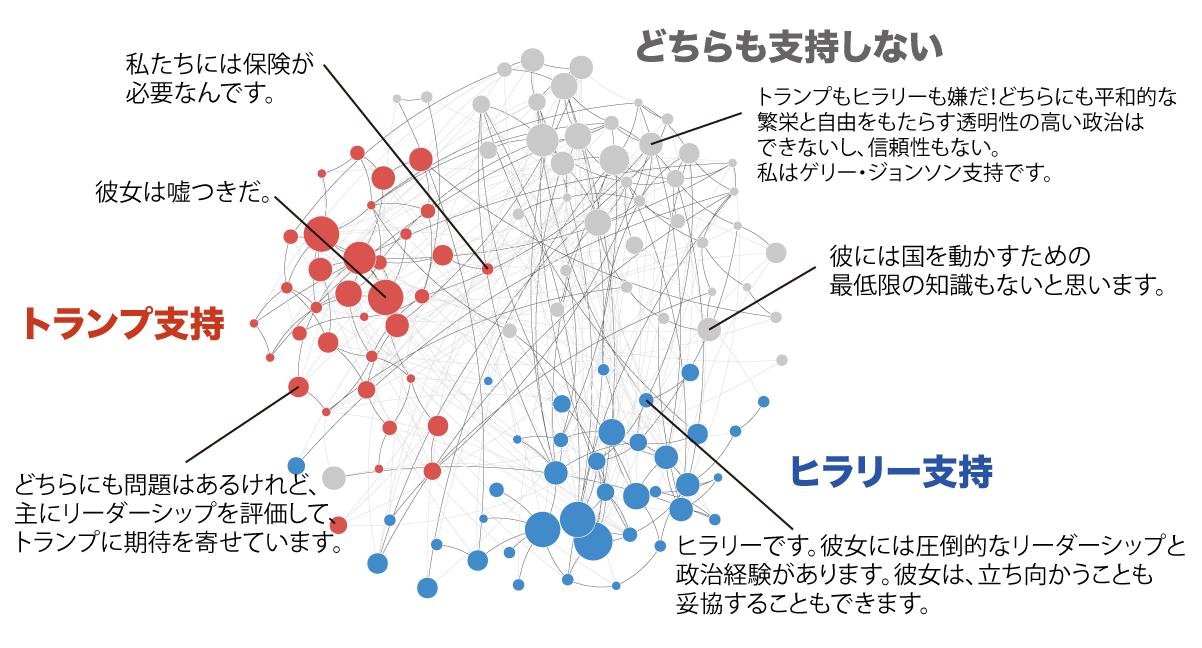 どちらも支持しない
私たちには保険が
必要なんです。
トランプもヒラリーも嫌だ!どちらにも平和的な
繁栄と自由をもたらす透明性の高い政治は
できないし、信頼性もない。
私はゲリー・ジョンソン支持です。
彼女は嘘つきだ。
彼には国を動かすための
最低限の知識もないと思います。
トランプ支持
ヒラリー支持
どちらにも問題はあるけれど、
主にリーダーシップを評価して、
トランプに期待を寄せています。
ヒラリーです。彼女には圧倒的なリーダーシップと
政治経験があります。彼女は、立ち向かうことも
妥協することもできます。